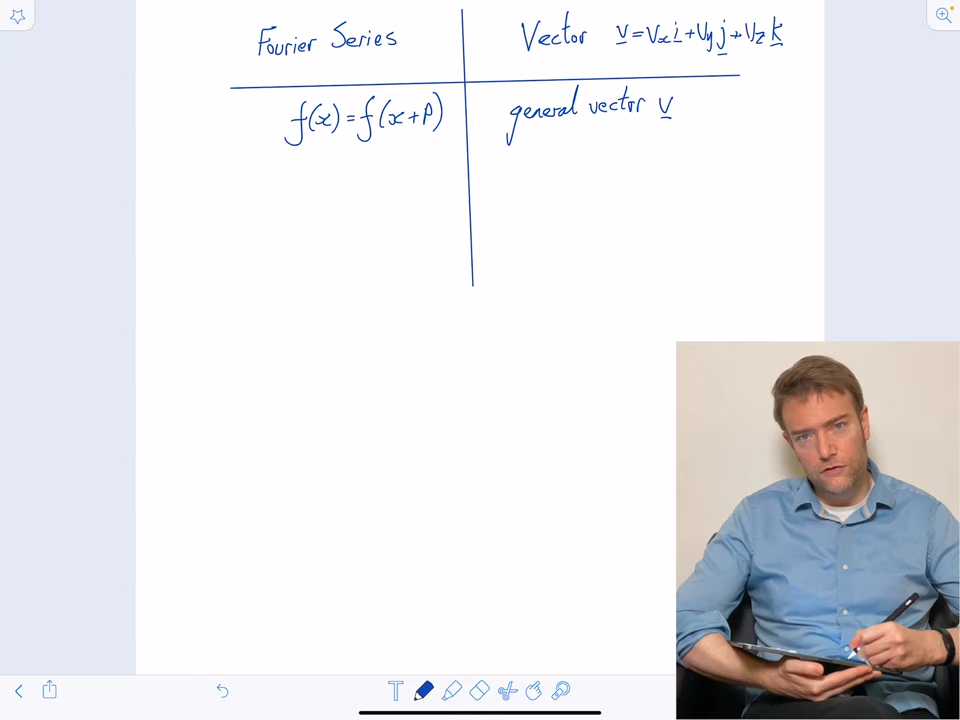 Fourier Series
Vector v = vxi + vyj + vzk
f(x) = f(x+P)
general vector v
T